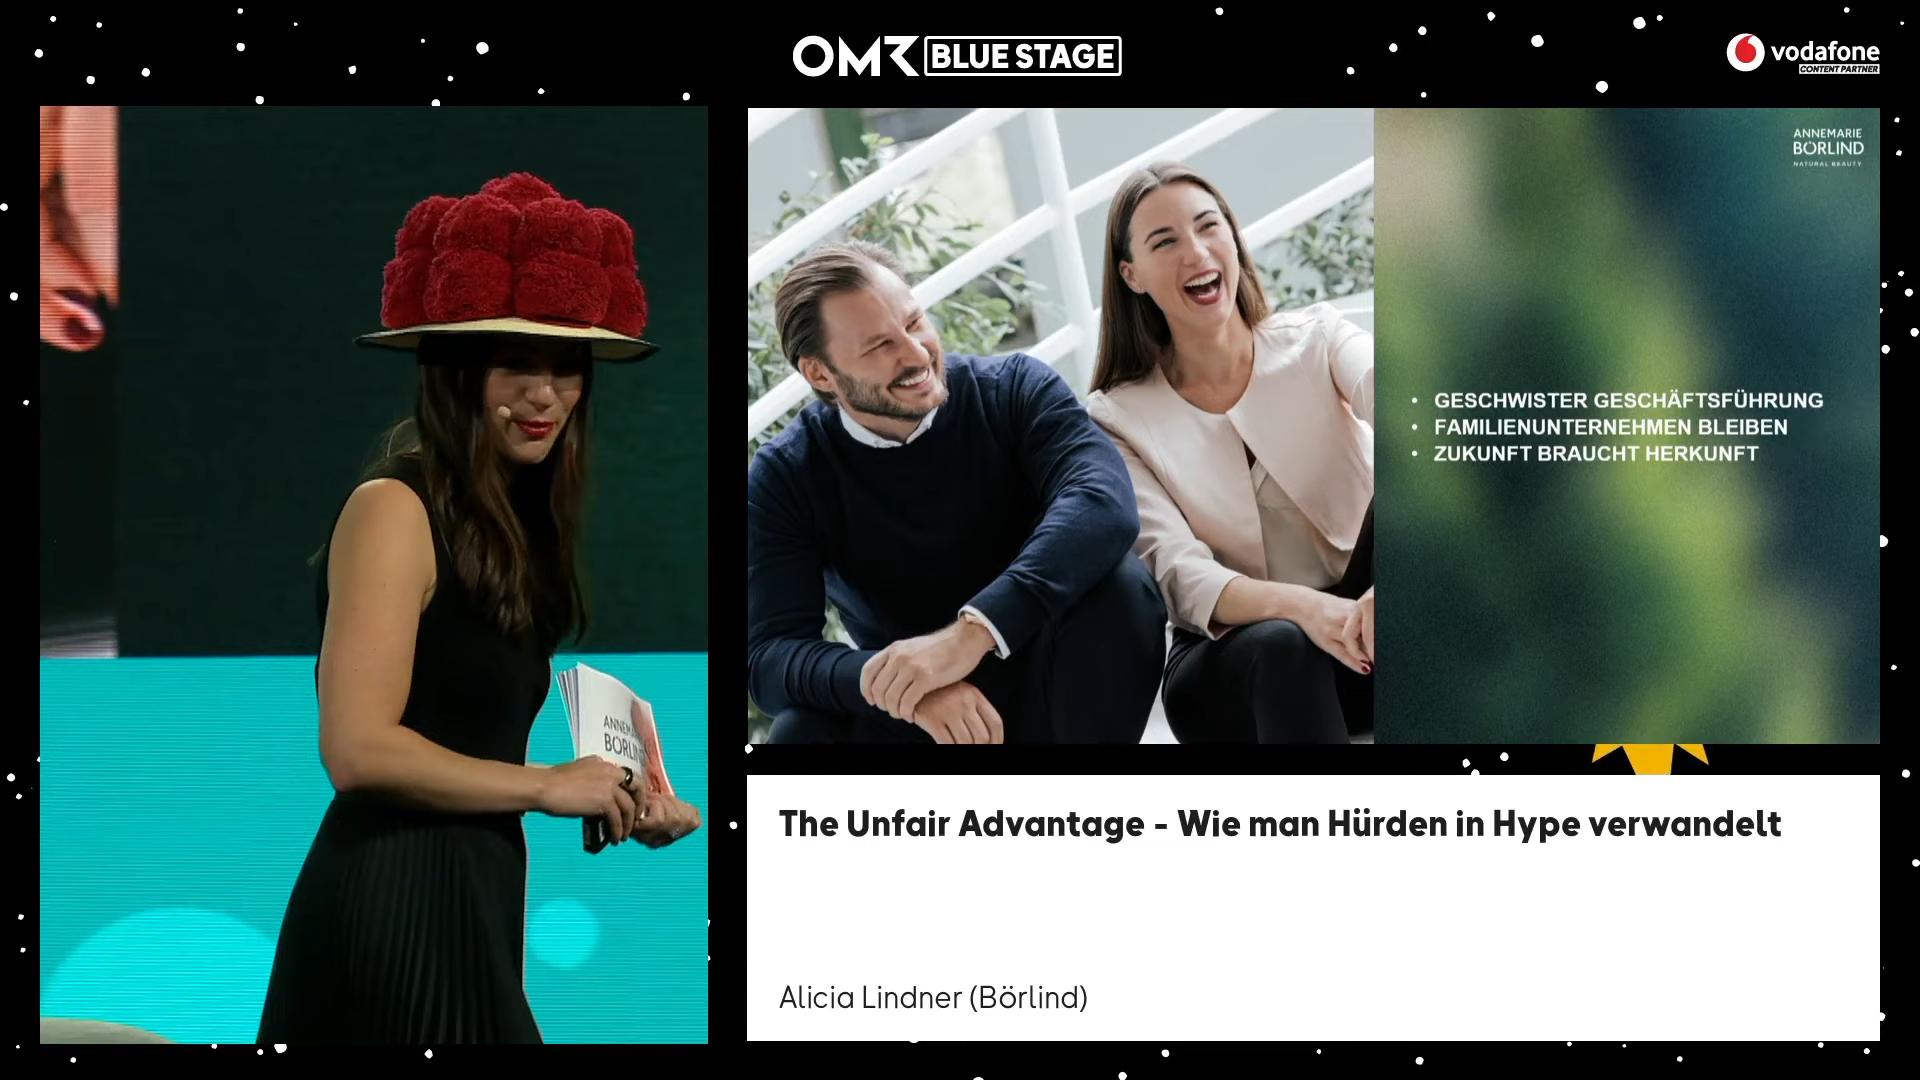 OMR BLUE STAGE
vodafone
CONTENT PARTNER
ANNEMARIE
BÖRLIND
NATURAL BEAUTY
• GESCHWISTER GESCHÄFTSFÜHRUNG
• FAMILIENUNTERNEHMEN BLEIBEN
• ZUKUNFT BRAUCHT HERKUNFT
The Unfair Advantage - Wie man Hürden in Hype verwandelt
Alicia Lindner (Börlind)